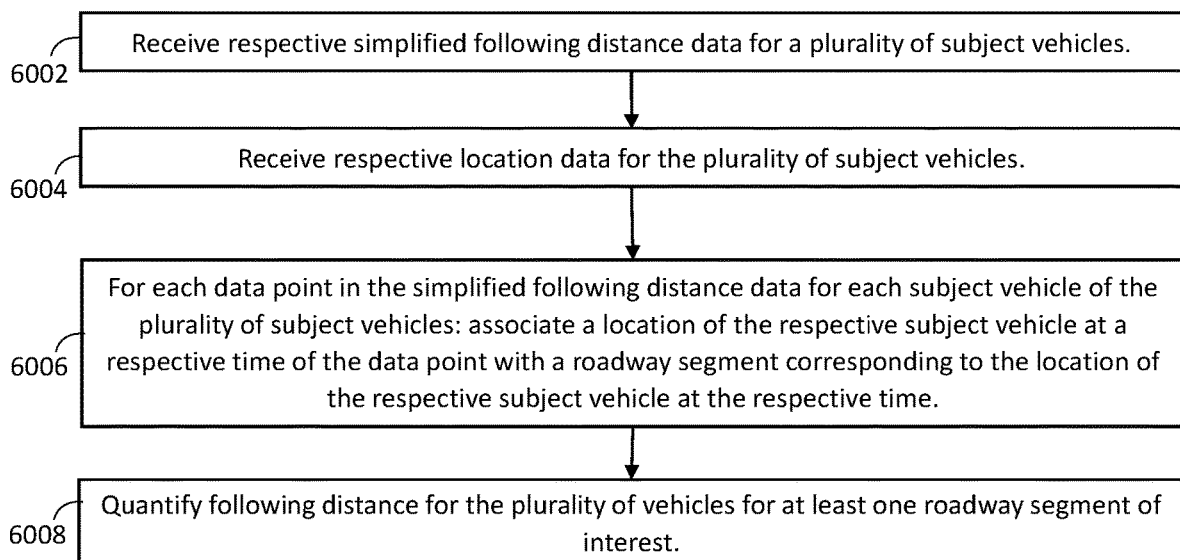 Receive respective simplified following distance data for a plurality of subject vehicles.
6002
Receive respective location data for the plurality of subject vehicles.
6004
For each data point in the simplified following distance data for each subject vehicle of the
plurality of subject vehicles: associate a location of the respective subject vehicle at a
respective time of the data point with a roadway segment corresponding to the location of
the respective subject vehicle at the respective time.
6006
Quantify following distance for the plurality of vehicles for at least one roadway segment of
interest.
6008